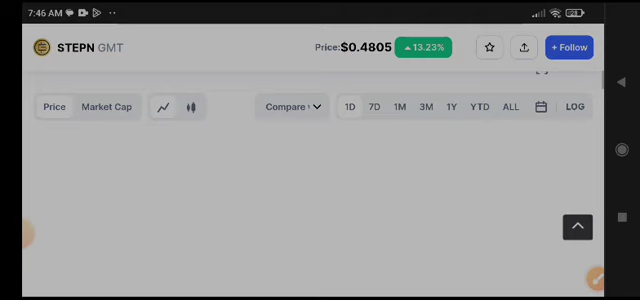 7:46 AM
STEPN GMT Price:$0.4805 13.23% + Follow
Price Market Cap Compare 1D 7D 1M 3M 1Y YTD ALL LOG